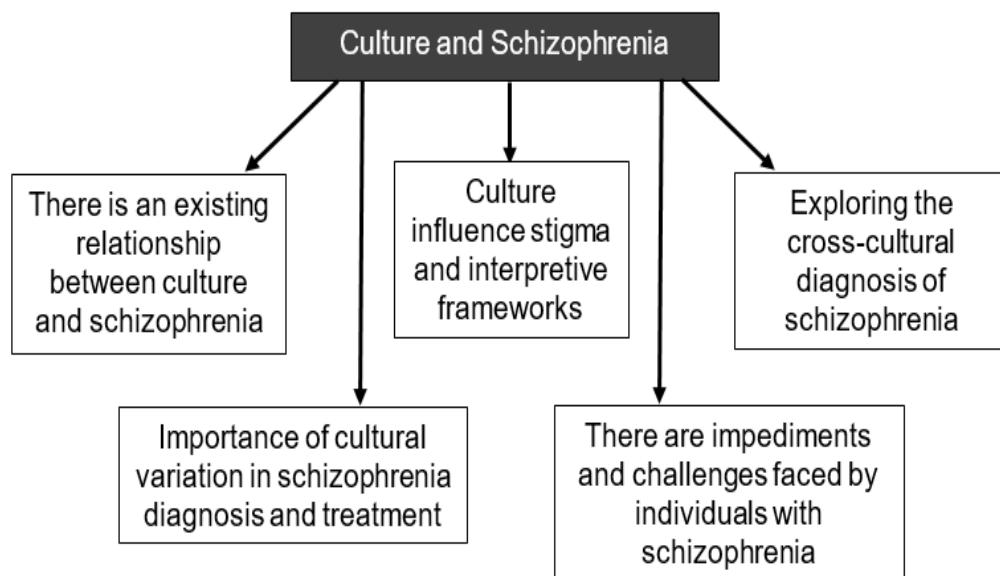 Culture and Schizophrenia
There is an existing
relationship
between culture
and schizophrenia
Culture
influence stigma
and interpretive
frameworks
Exploring the
cross-cultural
diagnosis of
schizophrenia
Importance of cultural
variation in schizophrenia
diagnosis and treatment
There are impediments
and challenges faced by
individuals with
schizophrenia